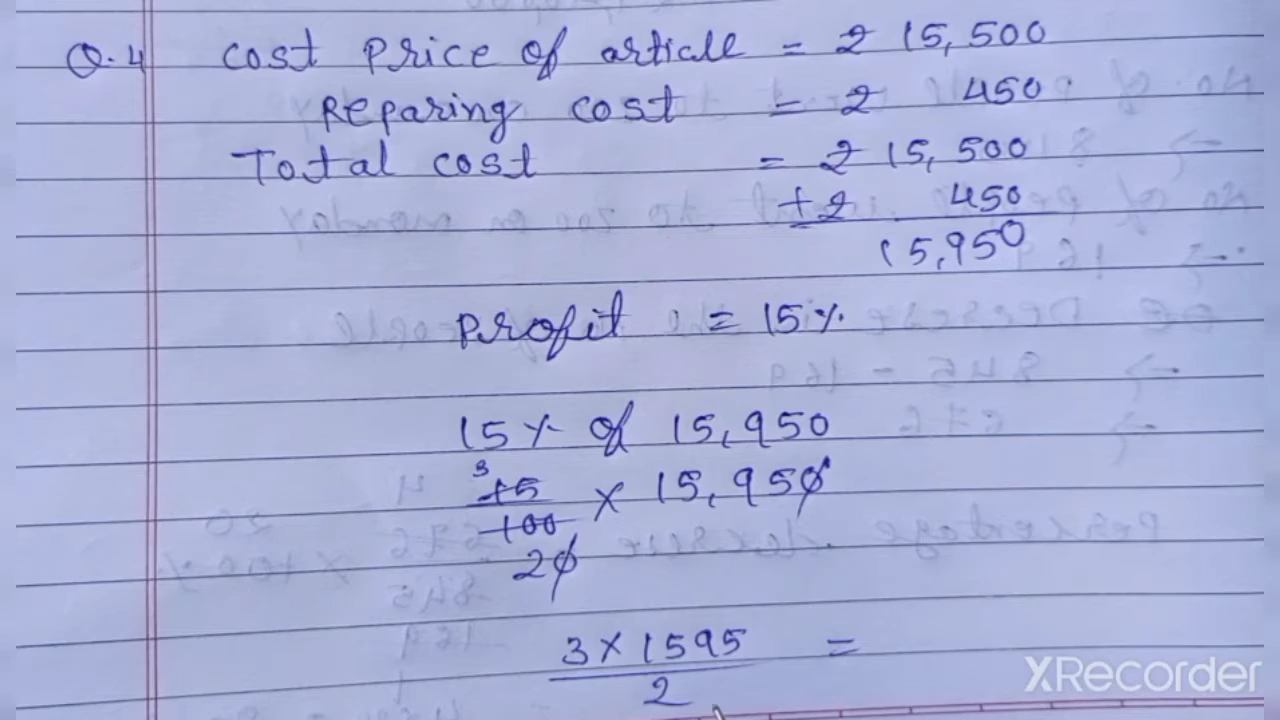 Q.4 Cost price of article = ₹ 15,500
Reparing cost = ₹ 450
Total cost = ₹ 15,500
+ ₹ 450
15,950
Profit = 15%
15% of 15,950
3
15
100
× 15,950
20
3 × 1595
2
=
XRecorder